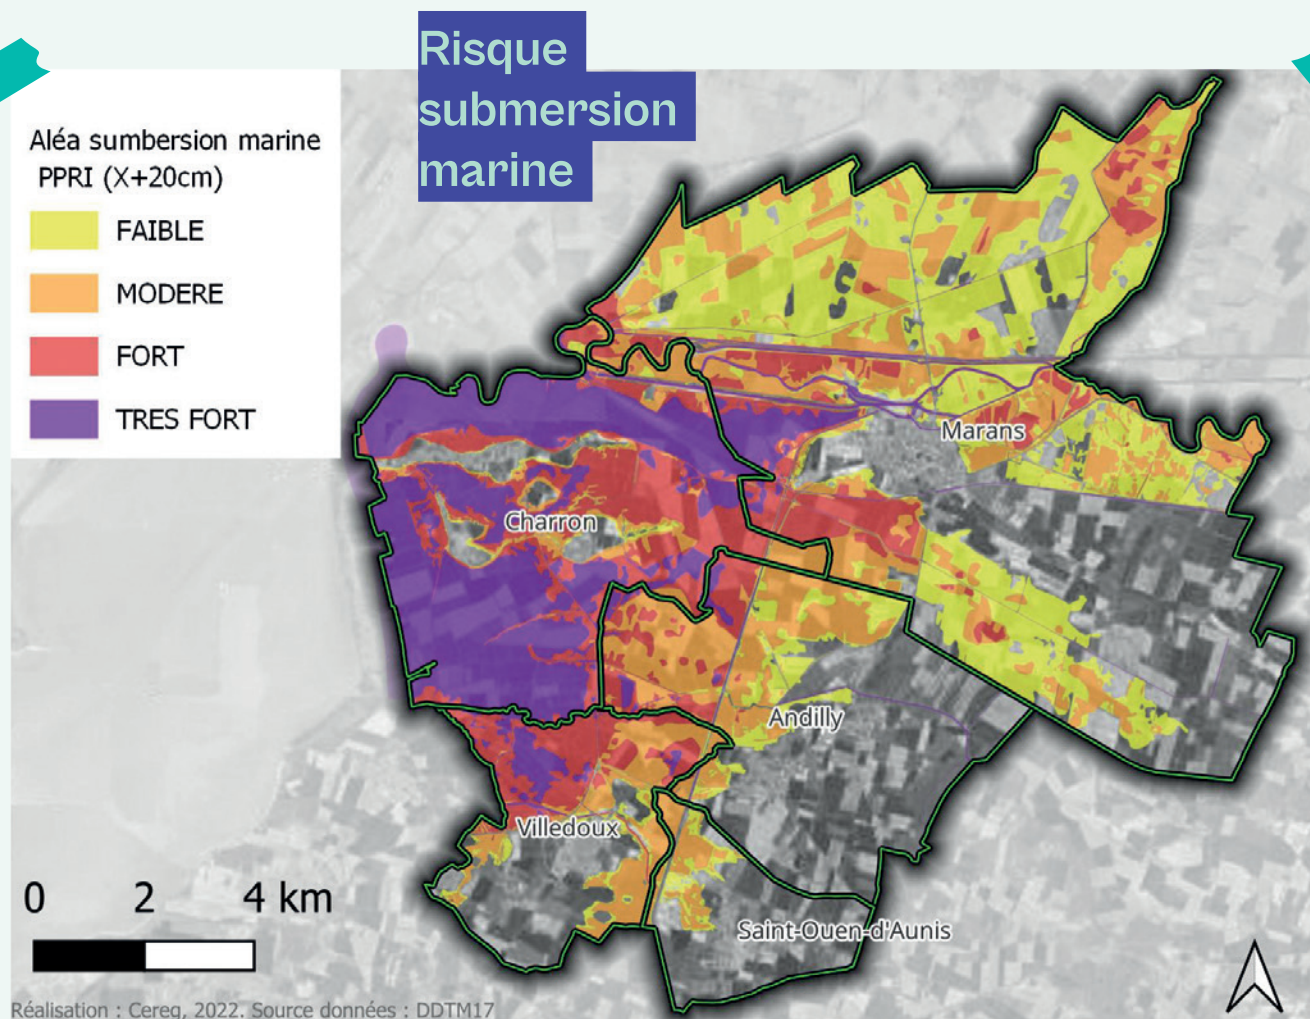 Risque
submersion
marine
Aléa sumbersion marine
PPRI (X+20cm)
FAIBLE
MODERE
FORT
TRES FORT
Marans
Charron
Andilly
Villedoux
Saint-Ouen-d'Aunis
0 2 4 km
Réalisation : Cereg, 2022. Source données : DDTM17